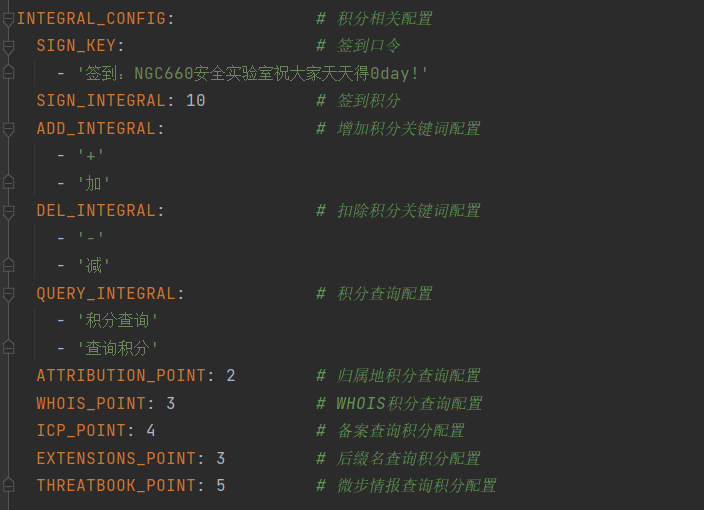 INTEGRAL_CONFIG: # 积分相关配置
SIGN_KEY: # 签到口令
- '签到：NGC660安全实验室祝大家天天得0day!'
SIGN_INTEGRAL: 10 # 签到积分
ADD_INTEGRAL: # 增加积分关键词配置
- '+'
- '加'
DEL_INTEGRAL: # 扣除积分关键词配置
- '-'
- '减'
QUERY_INTEGRAL: # 积分查询配置
- '积分查询'
- '查询积分'
ATTRIBUTION_POINT: 2 # 归属地积分查询配置
WHOIS_POINT: 3 # WHOIS积分查询配置
ICP_POINT: 4 # 备案查询积分配置
EXTENSIONS_POINT: 3 # 后缀名查询积分配置
THREATBOOK_POINT: 5 # 微步情报查询积分配置